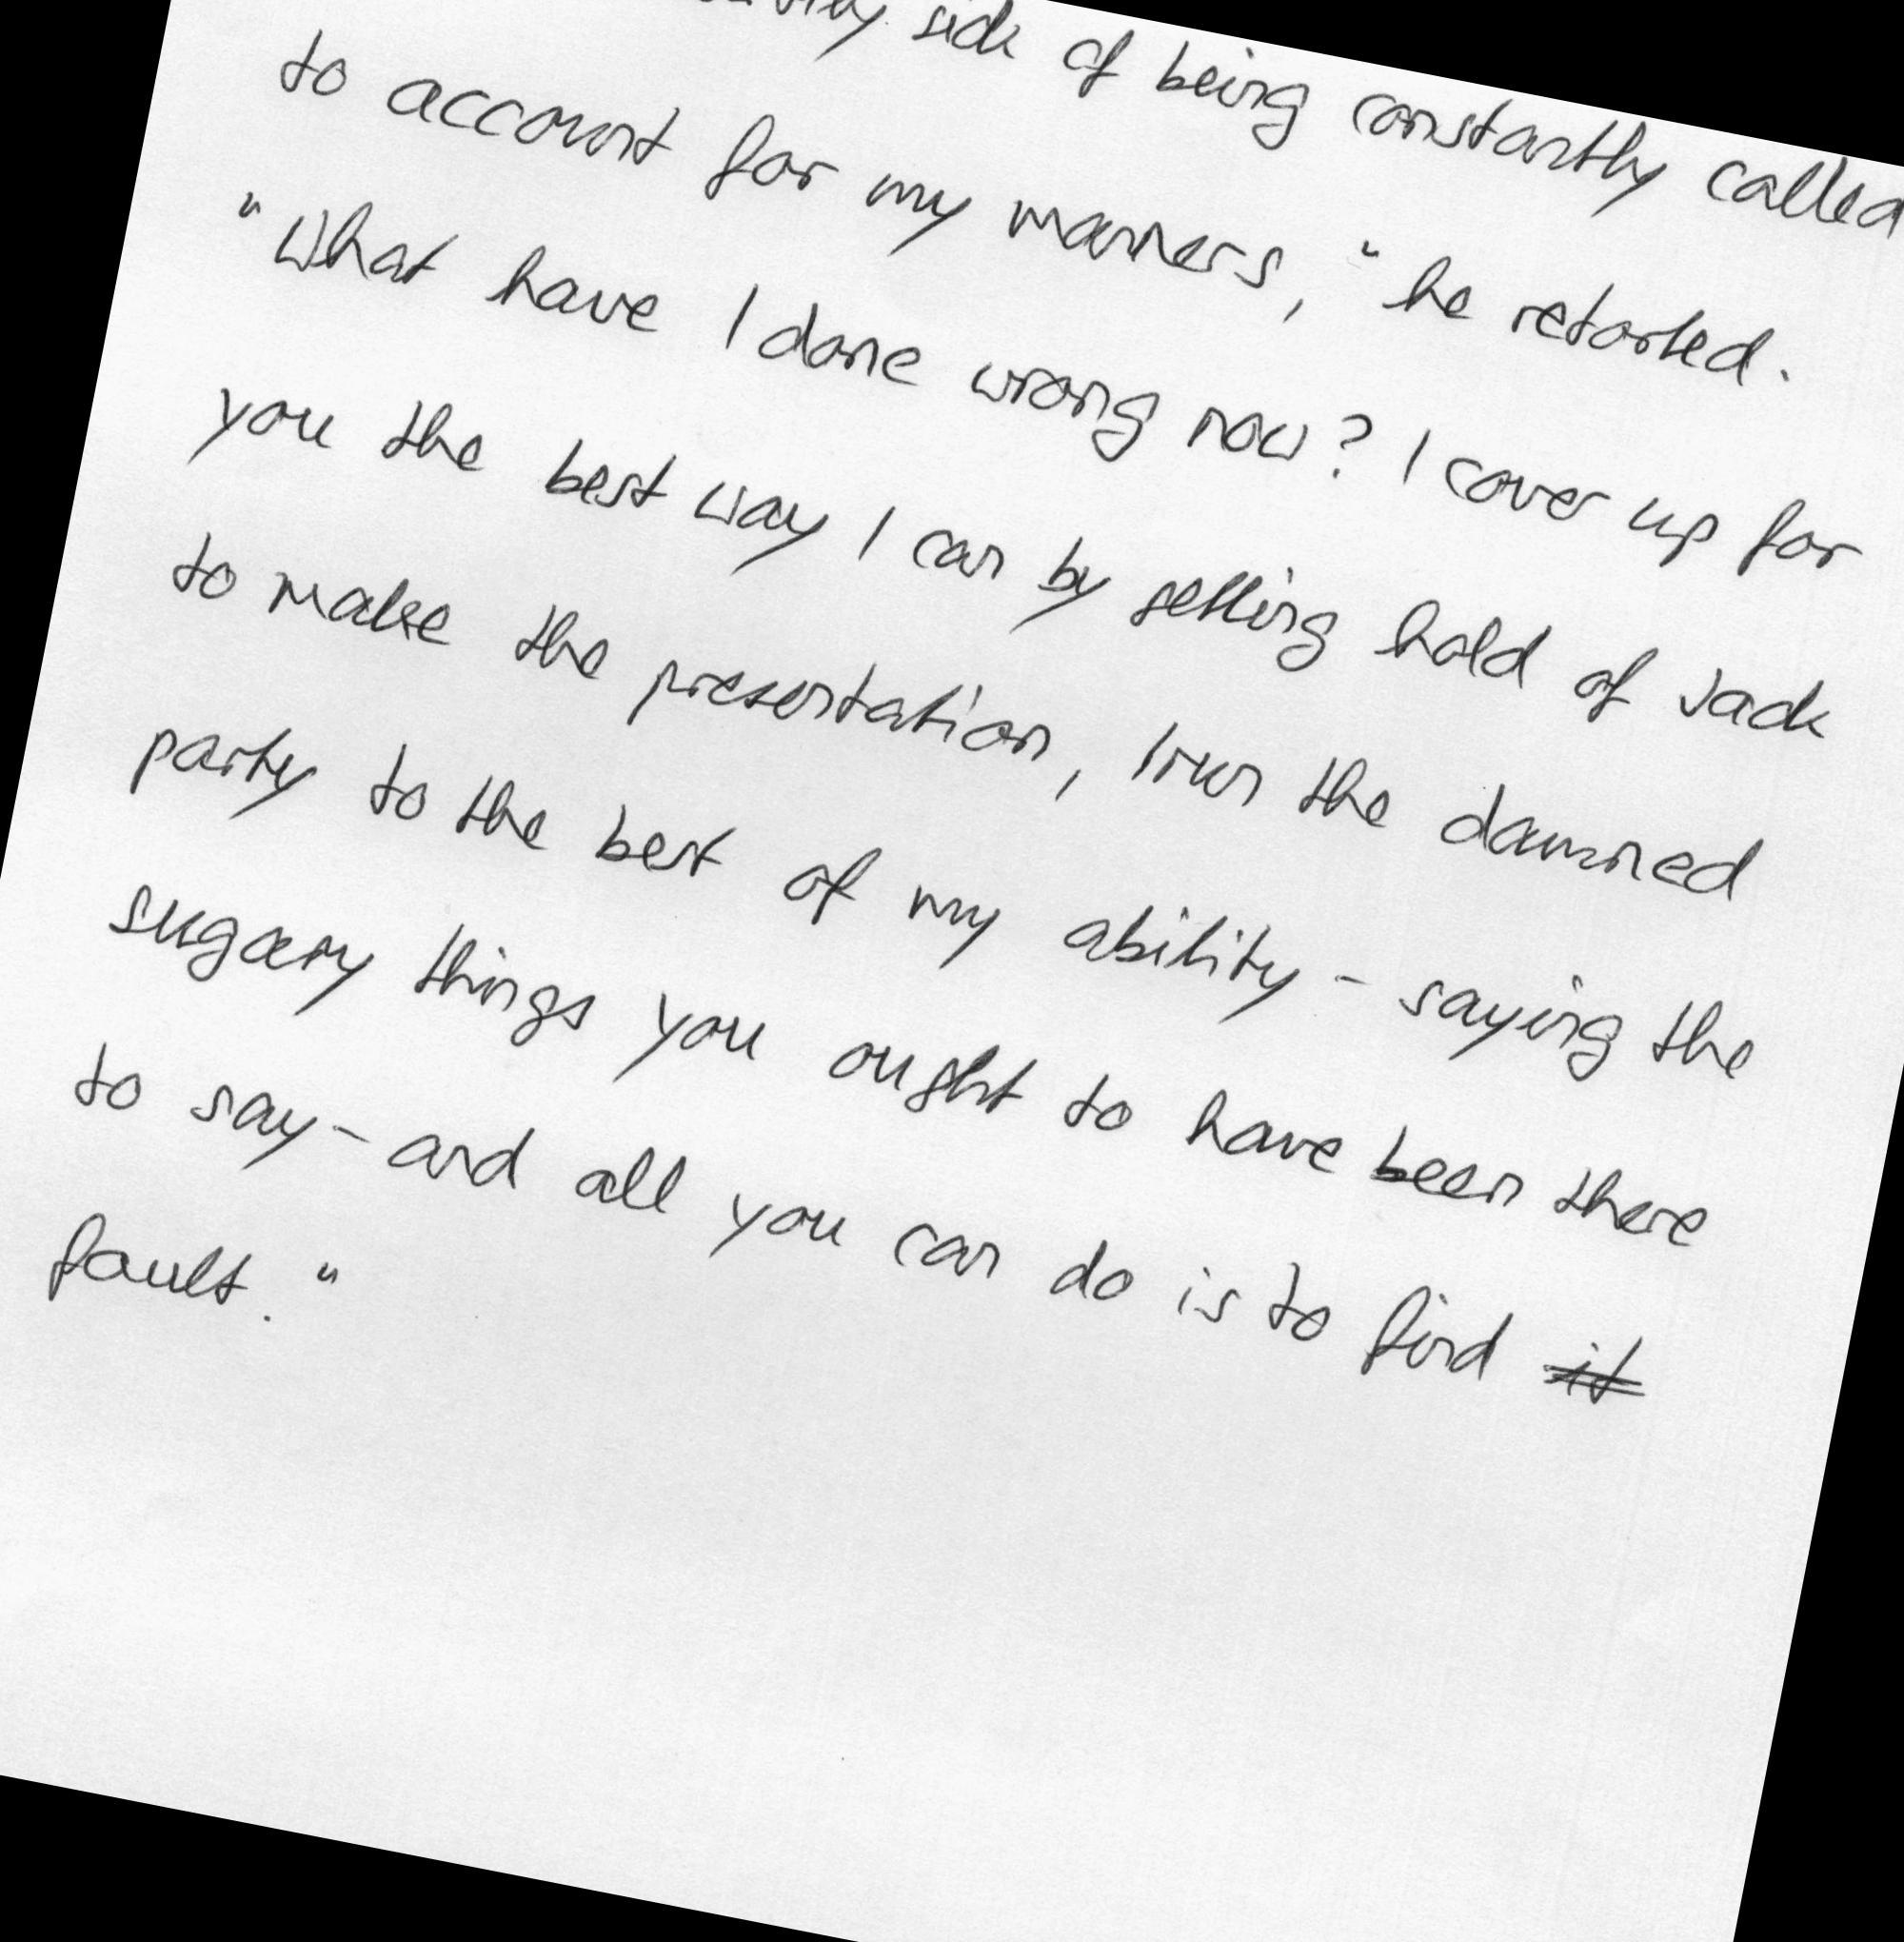 side of being constantly called
to account for my manners," he retorted.
"What have I done wrong now? I cover up for
you the best way I can by getting hold of Jack
to make the presentation, I run the damned
party to the best of my ability - saying the
sugary things you ought to have been there
to say - and all you can do is to find ~~it~~
fault."